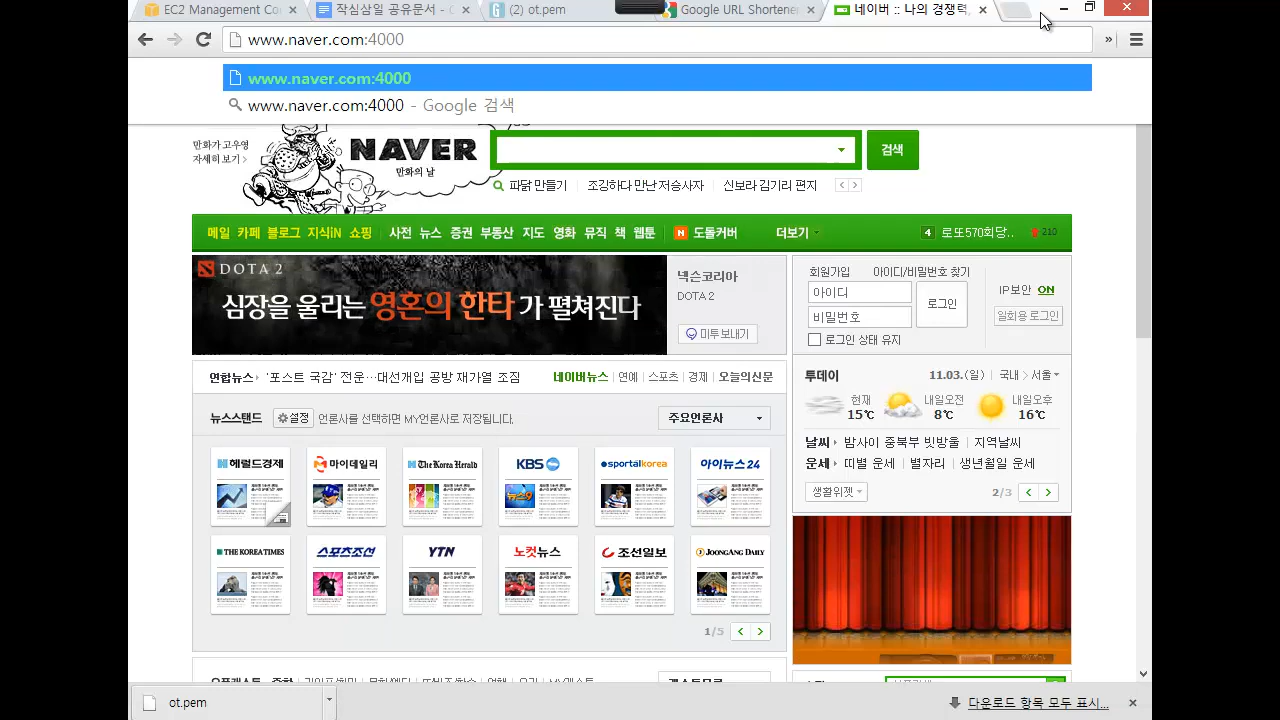 EC2 Management Co
작심삼일 공유문서 - G
(2) ot.pem
Google URL Shortene
네이버 :: 나의 경쟁력,
www.naver.com:4000
www.naver.com:4000
www.naver.com:4000 - Google 검색
만화가 고우영
자세히 보기 >
NAVER
만화의 날
검색
파닭 만들기
조깅하다 만난 저승사자
신보라 김기리 편지
메일 카페 블로그 지식iN 쇼핑 사전 뉴스 증권 부동산 지도 영화 뮤직 책 웹툰 N 도돌커버 더보기
4 로또570회당.. 210
DOTA 2
심장을 울리는 영혼의 한타가 펼쳐진다
넥슨코리아
DOTA 2
미투보내기
회원가입 아이디/비밀번호 찾기
아이디
비밀번호
로그인
로그인 상태 유지
IP보안 ON
일회용 로그인
연합뉴스 '포스트 국감' 전운…대선개입 공방 재가열 조짐
네이버뉴스 연예 스포츠 경제 오늘의신문
뉴스스탠드 설정 언론사를 선택하면 MY언론사로 저장됩니다.
주요언론사
헤럴드경제
마이데일리
The Korea Herald
KBS
뉴스9
sportalkorea
아이뉴스24
THE KOREA TIMES
스포츠조선
YTN
노컷뉴스
조선일보
JOONGANG DAILY
1/5
투데이 11.03.(일) 국내 > 서울
현재 15℃
내일오전 8℃
내일오후 16℃
날씨 밤사이 중북부 빗방울 지역날씨
운세 띠별 운세 별자리 생년월일 운세
생활위젯
2/3
ot.pem
다운로드 항목 모두 표시...